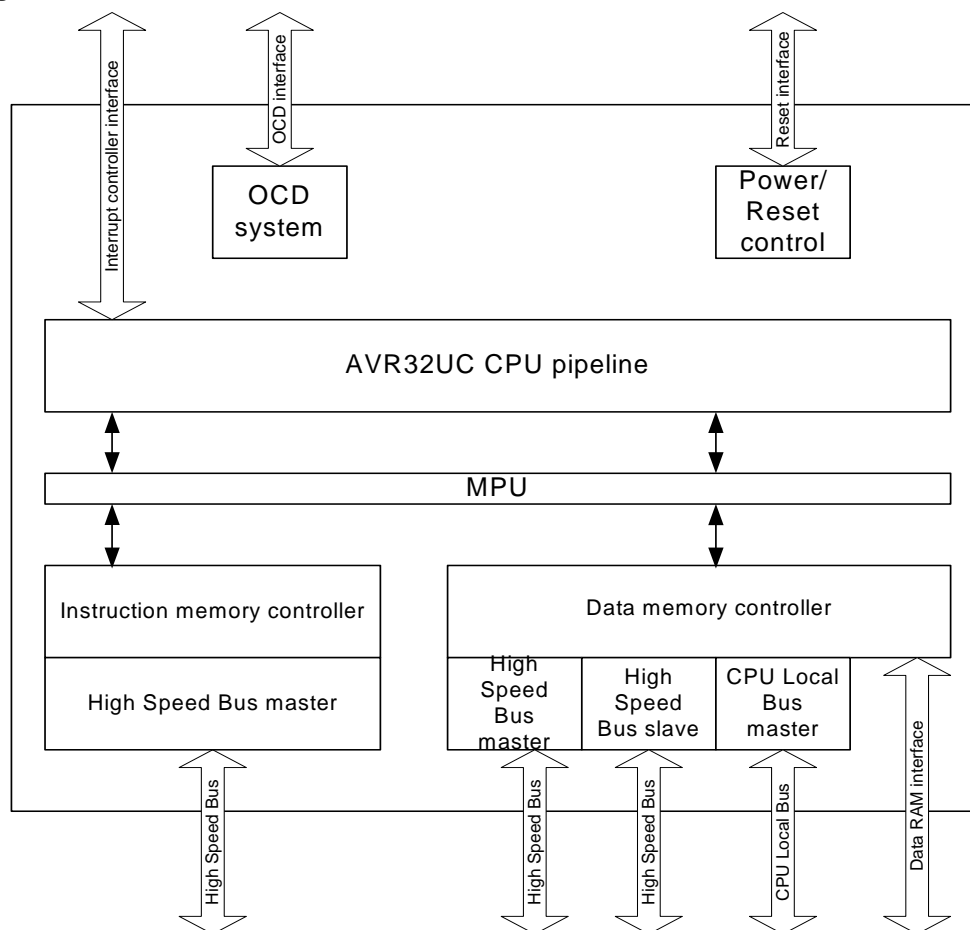 Interrupt controller interface
OCD interface
Reset interface
OCD
system
Power/
Reset
control
AVR32UC CPU pipeline
MPU
Instruction memory controller
High Speed Bus master
Data memory controller
High
Speed
Bus
master
High
Speed
Bus slave
CPU Local
Bus
master
High Speed Bus
High Speed Bus
High Speed Bus
CPU Local Bus
Data RAM interface